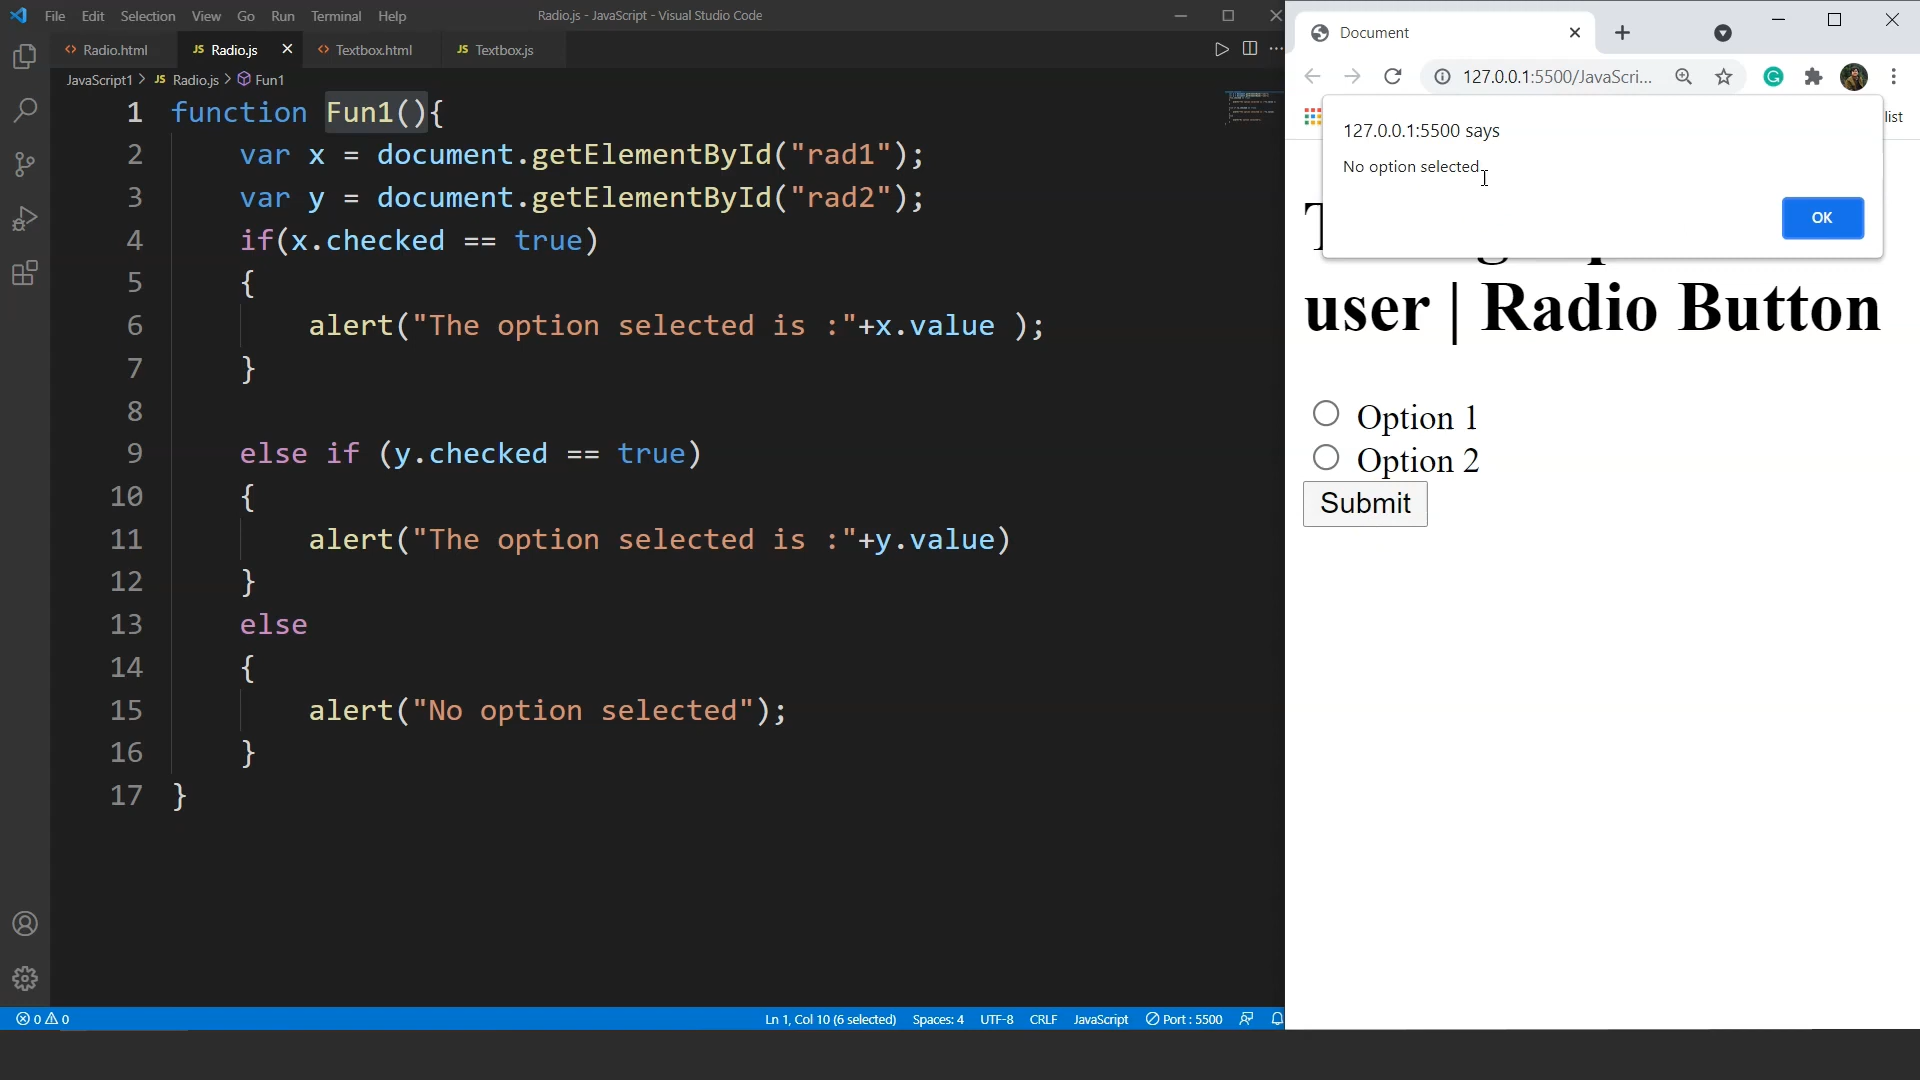 File Edit Selection View Go Run Terminal Help
Radio.js - JavaScript - Visual Studio Code
Radio.html
JS Radio.js
Textbox.html
JS Textbox.js
JavaScript1 > JS Radio.js > Fun1
1 function Fun1(){
2 var x = document.getElementById("rad1");
3 var y = document.getElementById("rad2");
4 if(x.checked == true)
5 {
6 alert("The option selected is :"+x.value );
7 }
8
9 else if (y.checked == true)
10 {
11 alert("The option selected is :"+y.value)
12 }
13 else
14 {
15 alert("No option selected");
16 }
17 }
0 0
Ln 1, Col 10 (6 selected) Spaces: 4 UTF-8 CRLF JavaScript Port : 5500
Document
127.0.0.1:5500/JavaScri...
list
127.0.0.1:5500 says
No option selected
OK
user | Radio Button
Option 1
Option 2
Submit